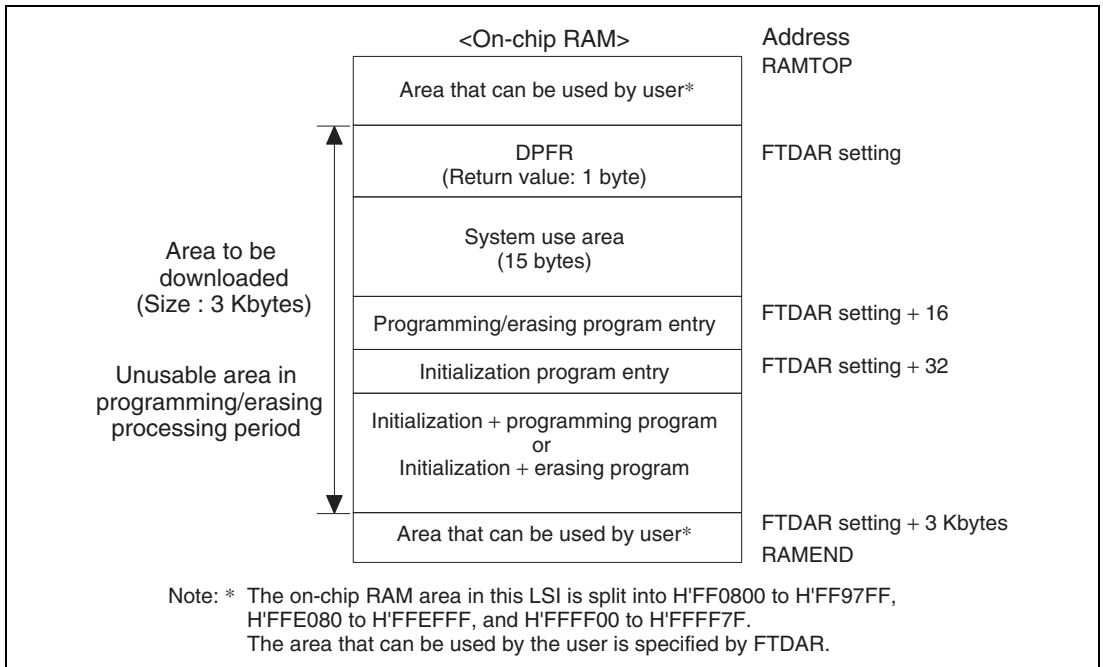 <On-chip RAM>
Address
RAMTOP
Area that can be used by user*
DPFR
(Return value: 1 byte)
FTDAR setting
System use area
(15 bytes)
Area to be
downloaded
(Size : 3 Kbytes)
Programming/erasing program entry
FTDAR setting + 16
Initialization program entry
FTDAR setting + 32
Unusable area in
programming/erasing
processing period
Initialization + programming program
or
Initialization + erasing program
Area that can be used by user*
FTDAR setting + 3 Kbytes
RAMEND
Note: * The on-chip RAM area in this LSI is split into H'FF0800 to H'FF97FF,
H'FFE080 to H'FFEFFF, and H'FFFF00 to H'FFFF7F.
The area that can be used by the user is specified by FTDAR.